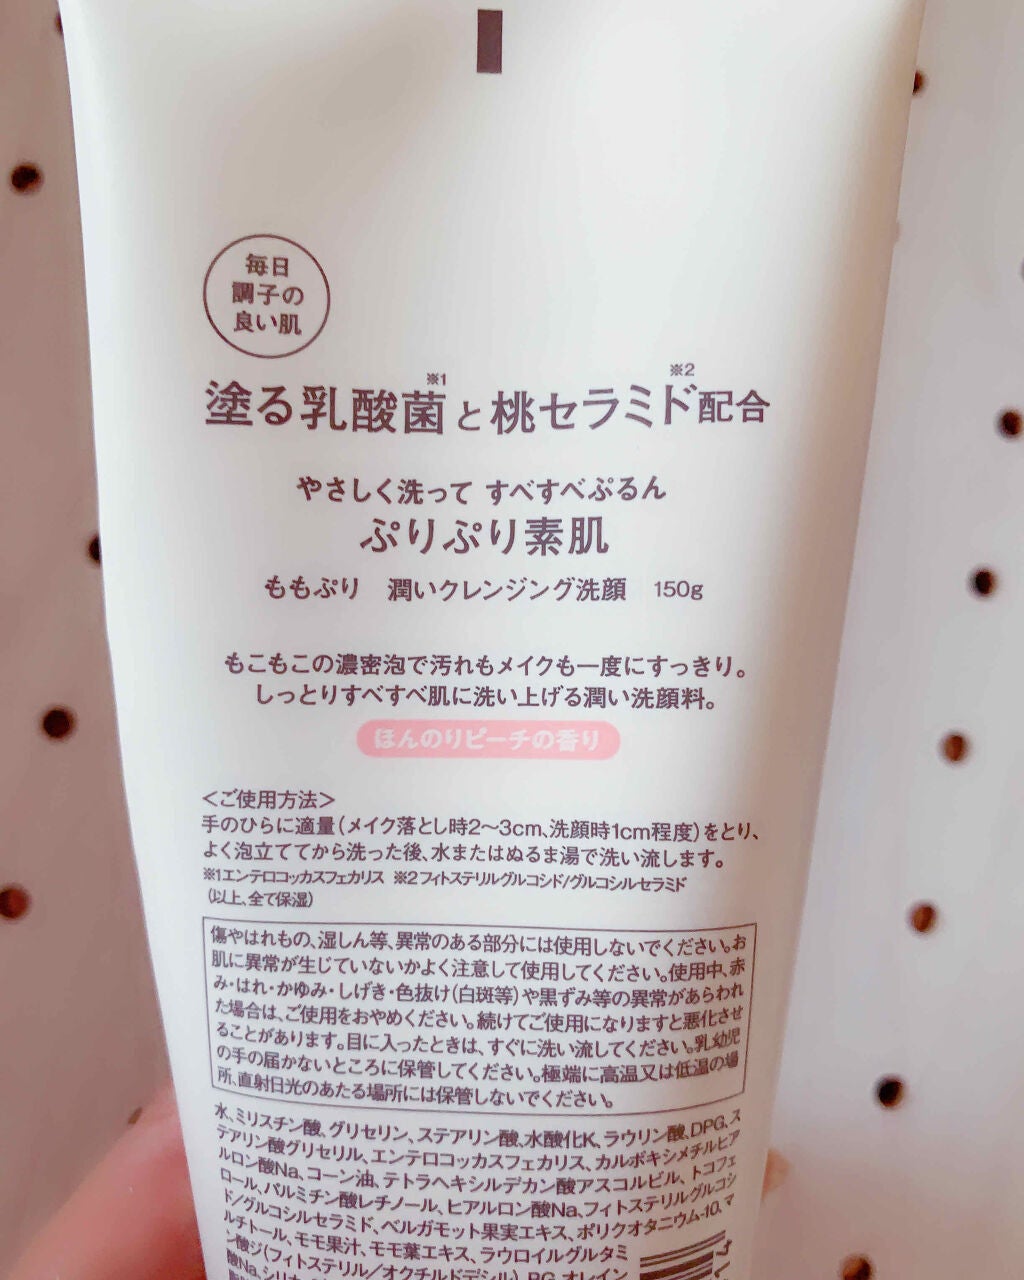 毎日
調子の
良い肌
塗る乳酸菌※1と桃セラミド※2配合
やさしく洗って すべすべぷるん
ぷりぷり素肌
ももぷり 潤いクレンジング洗顔 150g
もこもこの濃密泡で汚れもメイクも一度にすっきり。
しっとりすべすべ肌に洗い上げる潤い洗顔料。
ほんのりピーチの香り
<ご使用方法>
手のひらに適量(メイク落とし時2〜3cm、洗顔時1cm程度)をとり、
よく泡立ててから洗った後、水またはぬるま湯で洗い流します。
※1エンテロコッカスフェカリス ※2フィトステリルグルコシド/グルコシルセラミド
(以上、全て保湿)
傷やはれもの、湿しん等、異常のある部分には使用しないでください。お
肌に異常が生じていないかよく注意して使用してください。使用中、赤
み・はれ・かゆみ・しげき・色抜け(白斑等)や黒ずみ等の異常があらわれ
た場合は、ご使用をおやめください。続けてご使用になりますと悪化させ
ることがあります。目に入ったときは、すぐに洗い流してください。乳幼児
の手の届かないところに保管してください。極端に高温又は低温の場
所、直射日光のあたる場所には保管しないでください。
水、ミリスチン酸、グリセリン、ステアリン酸、水酸化K、ラウリン酸、DPG、ス
テアリン酸グリセリル、エンテロコッカスフェカリス、カルボキシメチルヒア
ルロン酸Na、コーン油、テトラヘキシルデカン酸アスコルビル、トコフェ
ロール、パルミチン酸レチノール、ヒアルロン酸Na、フィトステリルグルコシ
ド/グルコシルセラミド、ベルガモット果実エキス、ポリクオタニウム-10、マ
ルチトール、モモ果汁、モモ葉エキス、ラウロイルグルタミ
ン酸ジ(フィトステリル/オクチルドデシル)、PG、オレイン
酸Na、シリカ